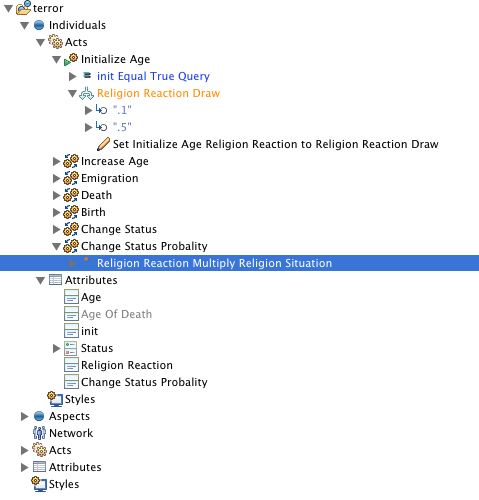 terror
Individuals
Acts
Initialize Age
init Equal True Query
Religion Reaction Draw
".1"
".5"
Set Initialize Age Religion Reaction to Religion Reaction Draw
Increase Age
Emigration
Death
Birth
Change Status
Change Status Probality
Religion Reaction Multiply Religion Situation
Attributes
Age
Age Of Death
init
Status
Religion Reaction
Change Status Probality
Styles
Aspects
Network
Acts
Attributes
Styles